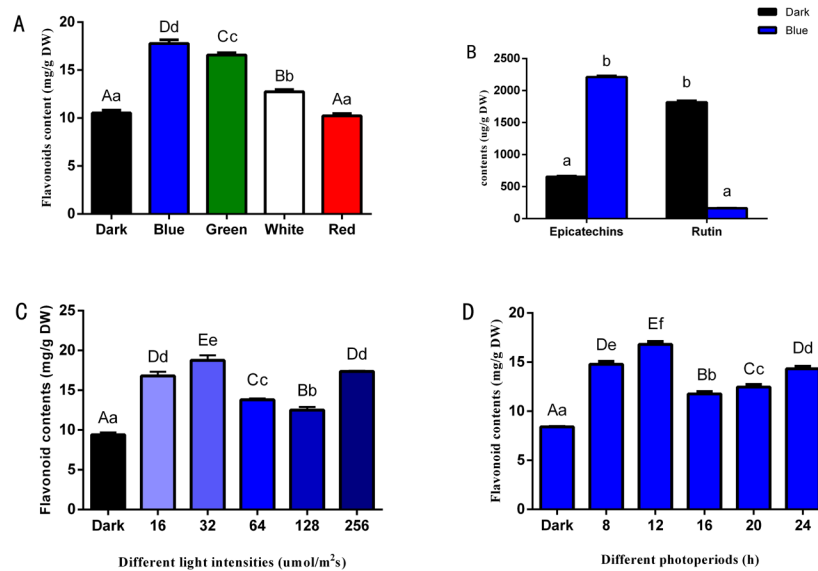 A
Flavonoids content (mg/g DW)
20
15
10
5
0
Aa
Dd
Cc
Bb
Aa
Dark Blue Green White Red
Dark
Blue
B
contents (ug/g DW)
2500
2000
1500
1000
500
0
a
b
b
a
Epicatechins Rutin
C
Flavonoid contents (mg/g DW)
25
20
15
10
5
0
Aa
Dd
Ee
Cc
Bb
Dd
Dark 16 32 64 128 256
Different light intensities (umol/m²s)
D
Flavonoid contents (mg/g DW)
20
15
10
5
0
Aa
De
Ef
Bb
Cc
Dd
Dark 8 12 16 20 24
Different photoperiods (h)